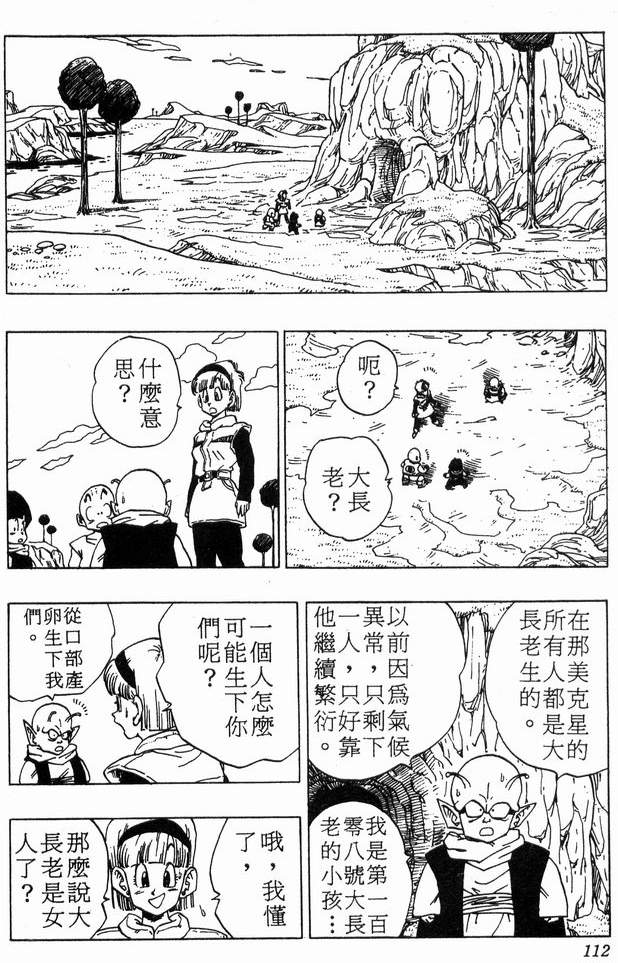 呃？
大長
老？
什麼意
思？
在那美克星的
所有人都是大
長老生的。
以前因為氣候
異常，只剩下
一人，只好靠
他繼續繁衍。
我是第一百
零八號大長
老的小孩…
一個人怎麼
可能生下你
們呢？
從口部產
卵生下我
們。
哦，我懂
了，
那麼說大
長老是女
人了？
112